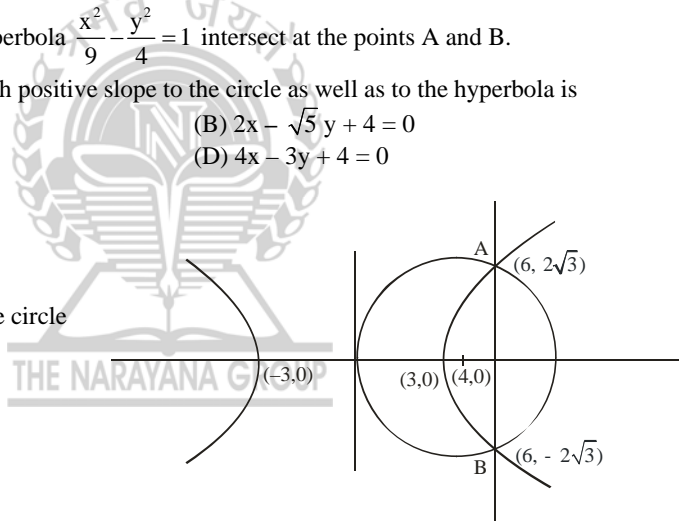 perbola x²/9 − y²/4 = 1 intersect at the points A and B.
h positive slope to the circle as well as to the hyperbola is
(B) 2x – √5 y + 4 = 0
(D) 4x – 3y + 4 = 0
A
(6, 2√3)
e circle
THE NARAYANA GROUP
(–3,0)
(3,0)
(4,0)
B
(6, - 2√3)